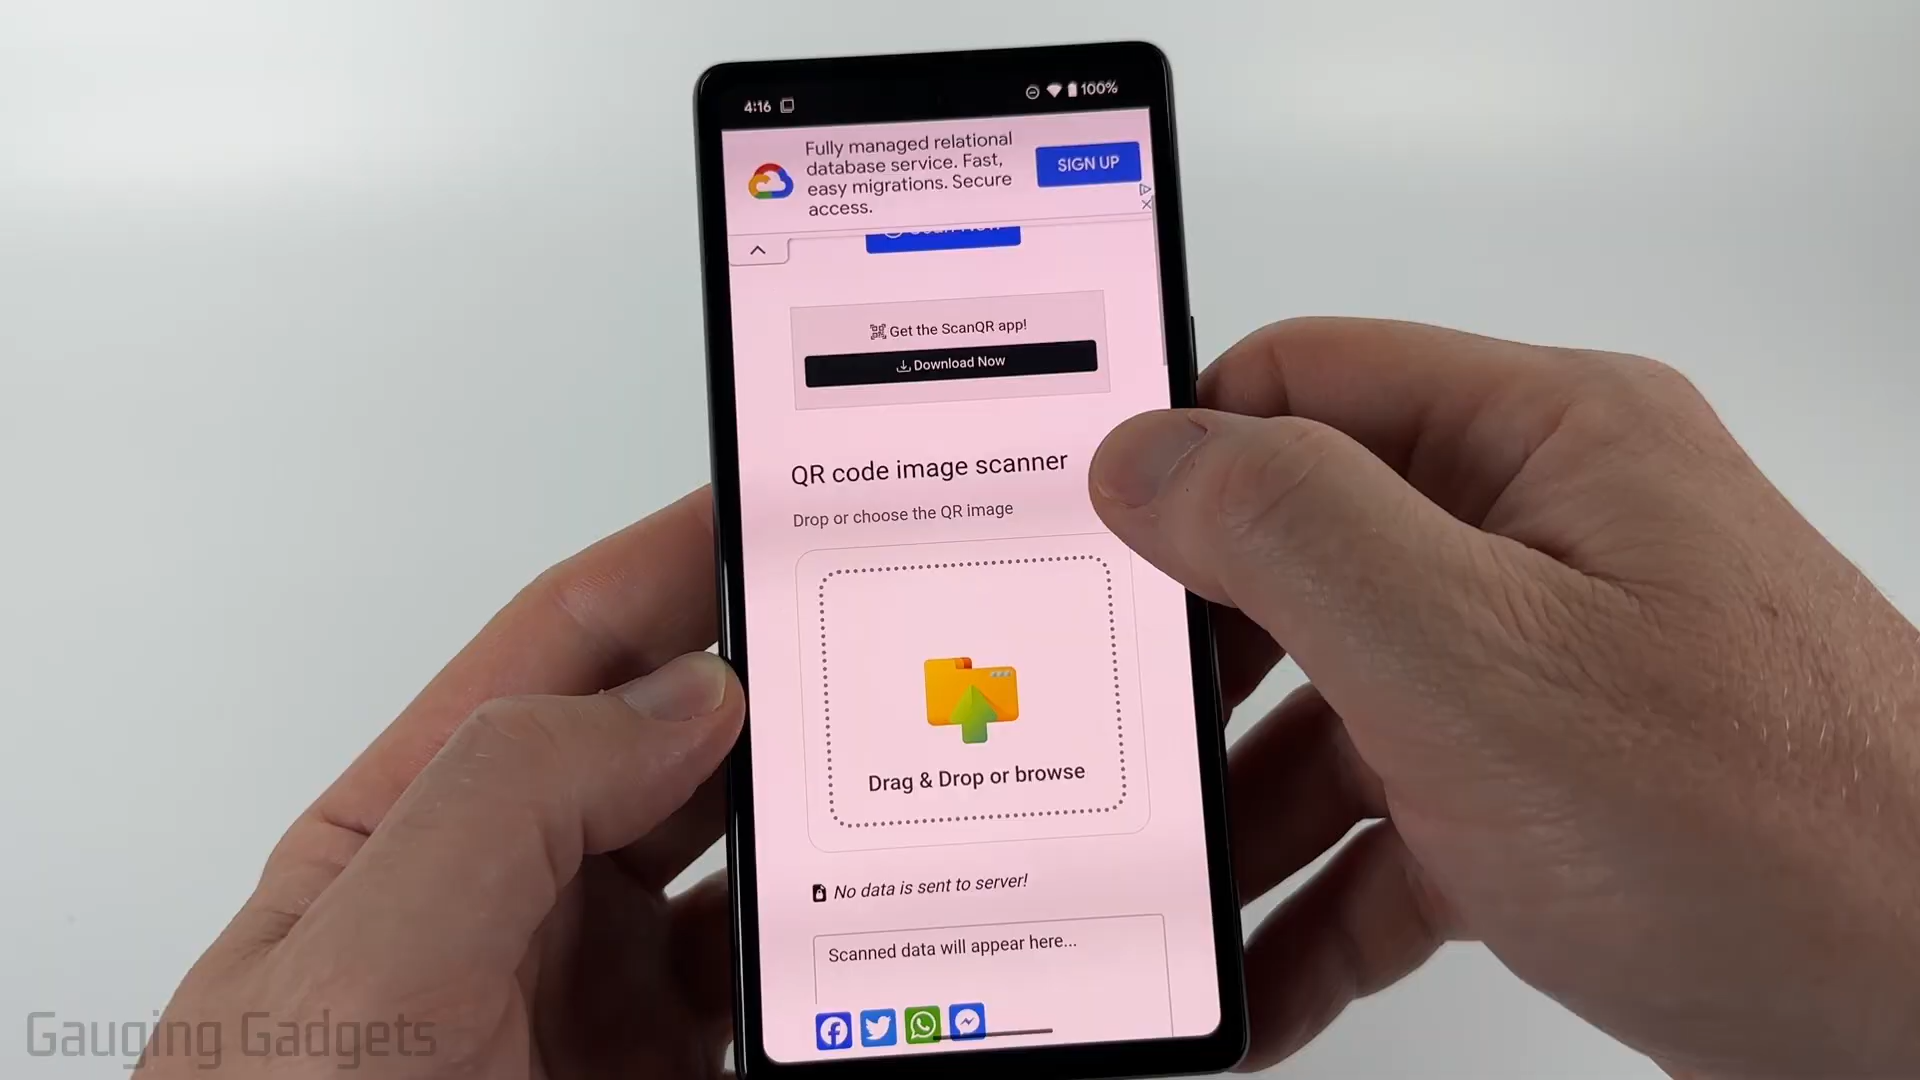 4:16
100%
Fully managed relational
database service. Fast,
easy migrations. Secure
access.
SIGN UP
Get the ScanQR app!
Download Now
QR code image scanner
Drop or choose the QR image
Drag & Drop or browse
No data is sent to server!
Scanned data will appear here...
Gauging Gadgets